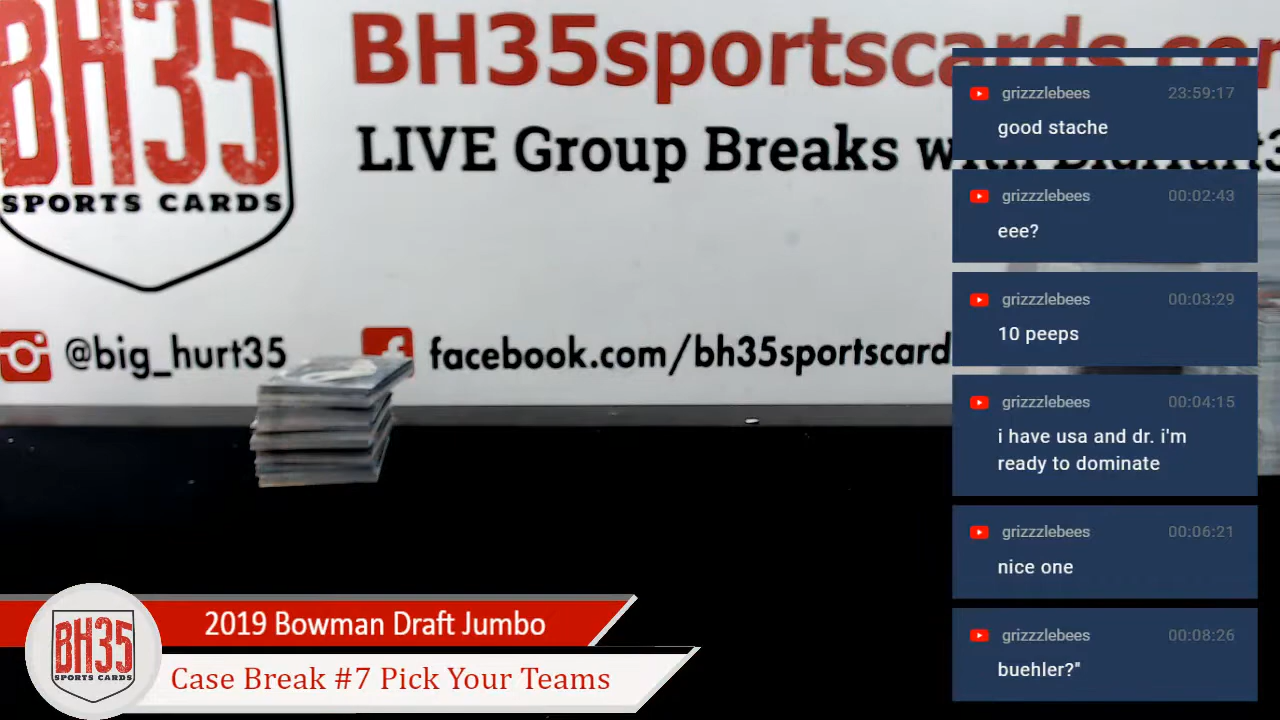 BH35
SPORTS CARDS
BH35sportscards.com
LIVE Group Breaks with
@big_hurt35
facebook.com/bh35sportscard
grizzzlebees 23:59:17
good stache
grizzzlebees 00:02:43
eee?
grizzzlebees 00:03:29
10 peeps
grizzzlebees 00:04:15
i have usa and dr. i'm
ready to dominate
grizzzlebees 00:06:21
nice one
grizzzlebees 00:08:26
buehler?"
2019 Bowman Draft Jumbo
BH35
SPORTS CARDS
Case Break #7 Pick Your Teams